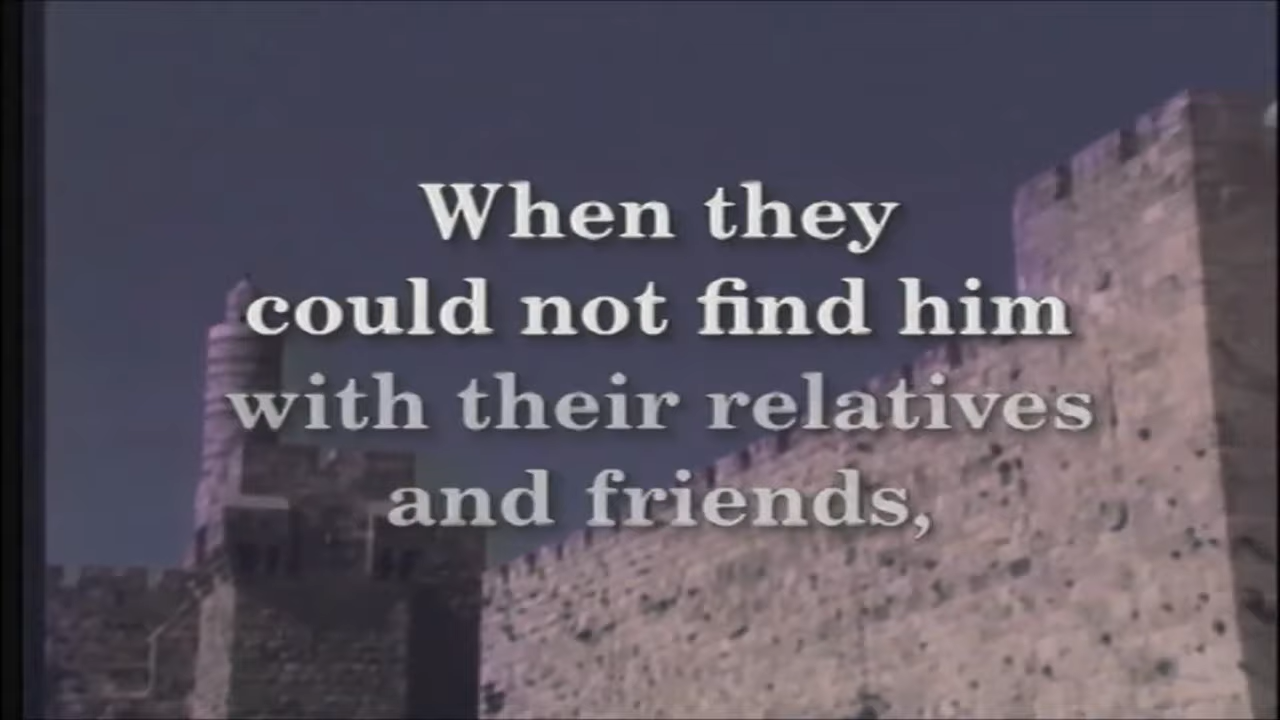 When they
could not find him
with their relatives
and friends,